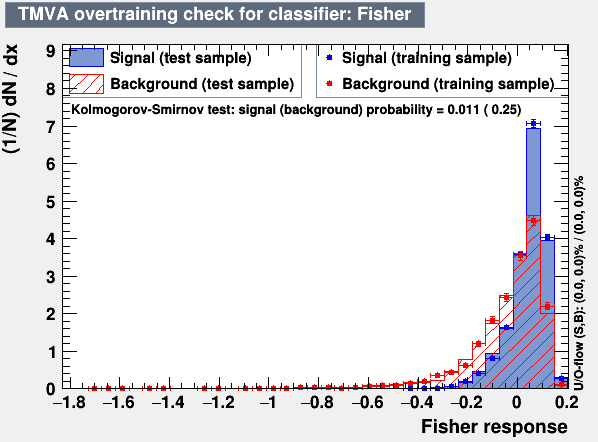 TMVA overtraining check for classifier: Fisher
(1/N) dN / dx
Signal (test sample)
Background (test sample)
Signal (training sample)
Background (training sample)
Kolmogorov-Smirnov test: signal (background) probability = 0.011 ( 0.25)
9
8
7
6
5
4
3
2
1
0
−1.8 −1.6 −1.4 −1.2 −1 −0.8 −0.6 −0.4 −0.2 0 0.2
Fisher response
U/O-flow (S,B): (0.0, 0.0)% / (0.0, 0.0)%